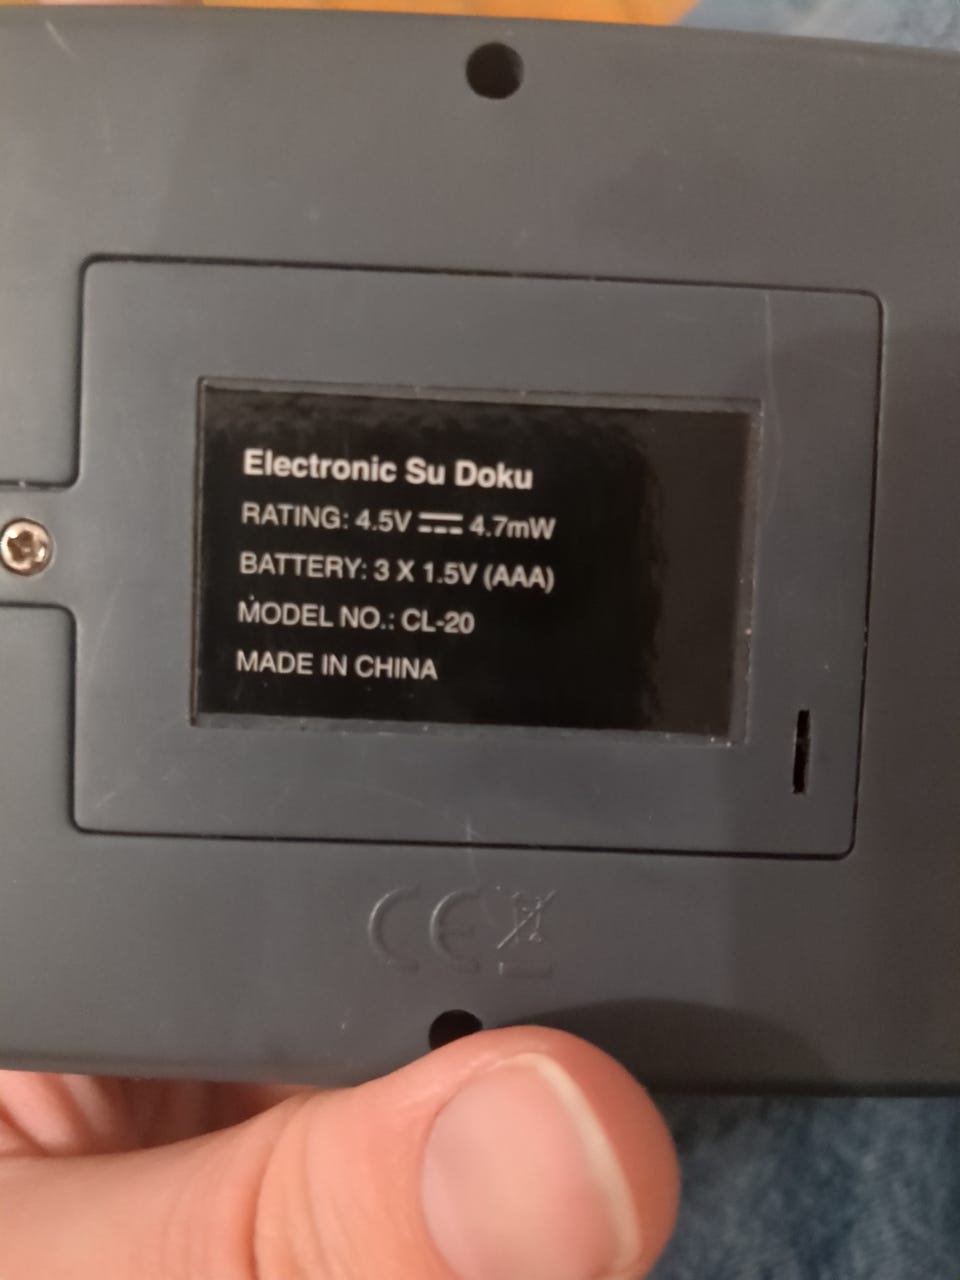 Electronic Su Doku
RATING: 4.5V ⎓ 4.7mW
BATTERY: 3 X 1.5V (AAA)
MODEL NO.: CL-20
MADE IN CHINA
CE